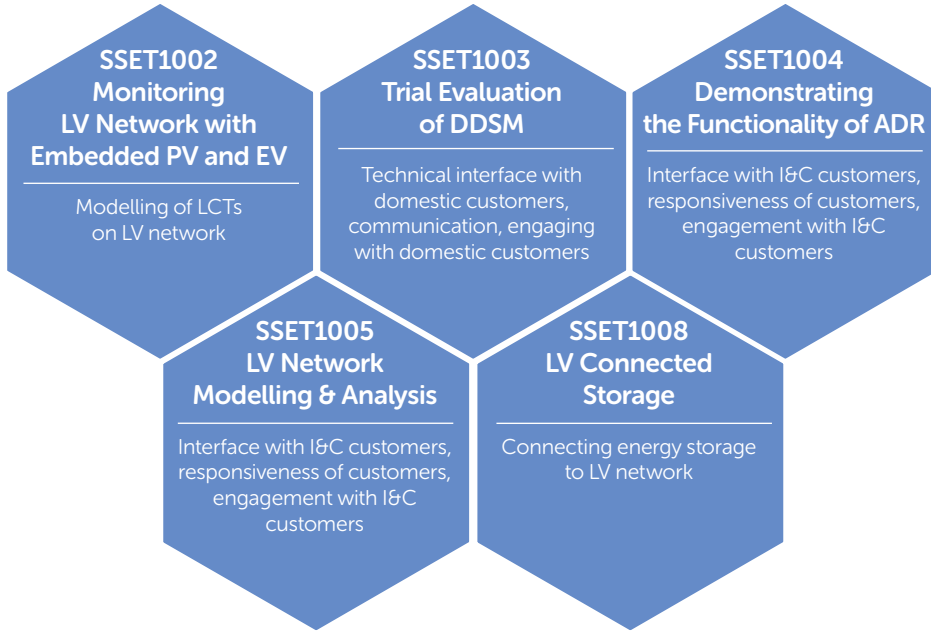 SSET1002
Monitoring
LV Network with
Embedded PV and EV
Modelling of LCTs
on LV network
SSET1003
Trial Evaluation
of DDSM
Technical interface with
domestic customers,
communication, engaging
with domestic customers
SSET1004
Demonstrating
the Functionality of ADR
Interface with I&C customers,
responsiveness of customers,
engagement with I&C
customers
SSET1005
LV Network
Modelling & Analysis
Interface with I&C customers,
responsiveness of customers,
engagement with I&C
customers
SSET1008
LV Connected
Storage
Connecting energy storage
to LV network